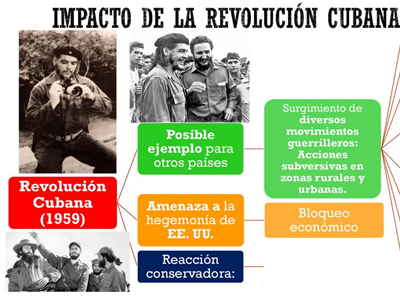 IMPACTO DE LA REVOLUCIÓN CUBANA
Posible
ejemplo para
otros países
Surgimiento de
diversos
movimientos
guerrilleros:
Acciones
subversivas en
zonas rurales y
urbanas.
Revolución
Cubana
(1959)
Amenaza a la
hegemonía de
EE. UU.
Bloqueo
económico
Reacción
conservadora: